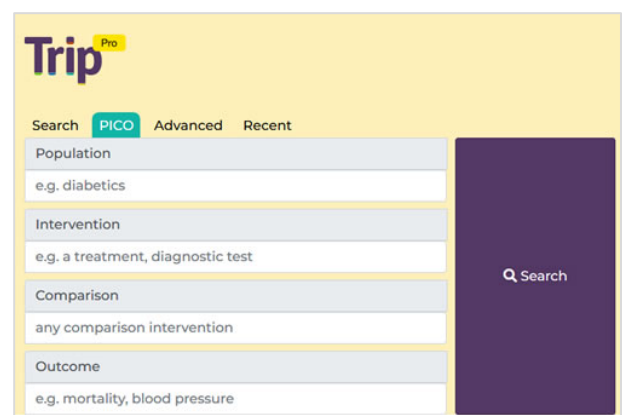 Trip Pro
Search PICO Advanced Recent
Population
e.g. diabetics
Intervention
e.g. a treatment, diagnostic test
Search
Comparison
any comparison intervention
Outcome
e.g. mortality, blood pressure